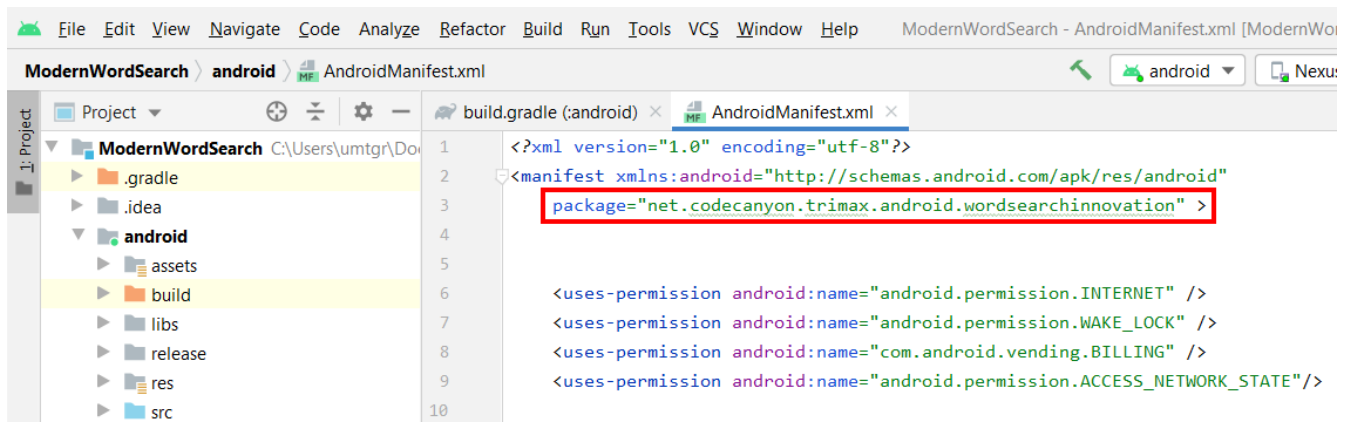 File Edit View Navigate Code Analyze Refactor Build Run Tools VCS Window Help ModernWordSearch - AndroidManifest.xml [ModernWor
ModernWordSearch android MF AndroidManifest.xml android Nexus
1: Project
Project
build.gradle (:android) MF AndroidManifest.xml
ModernWordSearch C:\Users\umtgr\Do
.gradle
.idea
android
assets
build
libs
release
res
src
1 <?xml version="1.0" encoding="utf-8"?>
2 <manifest xmlns:android="http://schemas.android.com/apk/res/android"
3 package="net.codecanyon.trimax.android.wordsearchinnovation" >
4
5
6 <uses-permission android:name="android.permission.INTERNET" />
7 <uses-permission android:name="android.permission.WAKE_LOCK" />
8 <uses-permission android:name="com.android.vending.BILLING" />
9 <uses-permission android:name="android.permission.ACCESS_NETWORK_STATE"/>
10